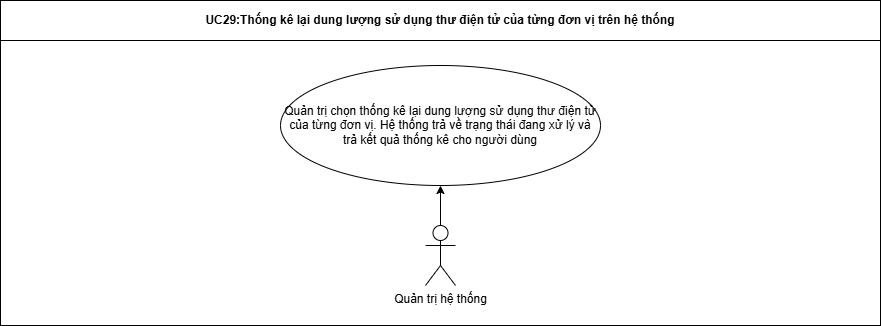 UC29:Thống kê lại dung lượng sử dụng thư điện tử của từng đơn vị trên hệ thống
Quản trị chọn thống kê lại dung lượng sử dụng thư điện tử
của từng đơn vị. Hệ thống trả về trạng thái đang xử lý và
trả kết quả thống kê cho người dùng
Quản trị hệ thống